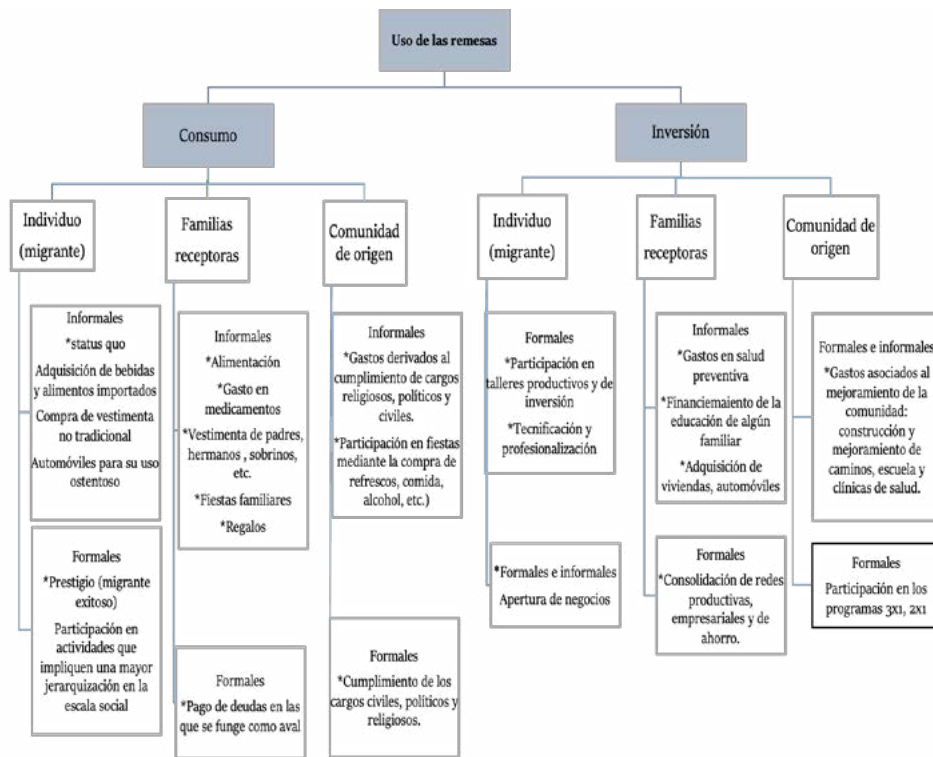 Uso de las remesas
Consumo
Inversión
Individuo
(migrante)
Familias
receptoras
Comunidad
de origen
Individuo
(migrante)
Familias
receptoras
Comunidad de
origen
Informales
*status quo
Adquisición de bebidas
y alimentos importados
Compra de vestimenta
no tradicional
Automóviles para su uso
ostentoso
Formales
*Prestigio (migrante
exitoso)
Participación en
actividades que
impliquen una mayor
jerarquización en la
escala social
Informales
*Alimentación
*Gasto en
medicamentos
*Vestimenta de padres,
hermanos , sobrinos,
etc.
*Fiestas familiares
*Regalos
Formales
*Pago de deudas en las
que se funge como aval
Informales
*Gastos derivados al
cumplimiento de cargos
religiosos, políticos y
civiles.
*Participación en fiestas
mediante la compra de
refrescos, comida,
alcohol, etc.)
Formales
*Cumplimiento de los
cargos civiles, políticos y
religiosos.
Formales
*Participación en
talleres productivos y de
inversión
*Tecnificación y
profesionalización
*Formales e informales
Apertura de negocios
Informales
*Gastos en salud
preventiva
*Financiemaiento de la
educación de algún
familiar
*Adquisición de
viviendas, automóviles
Formales
*Consolidación de redes
productivas,
empresariales y de
ahorro.
Formales e informales
*Gastos asociados al
mejoramiento de la
comunidad:
construcción y
mejoramiento de
caminos, escuela y
clínicas de salud.
Formales
Participación en los
programas 3x1, 2x1